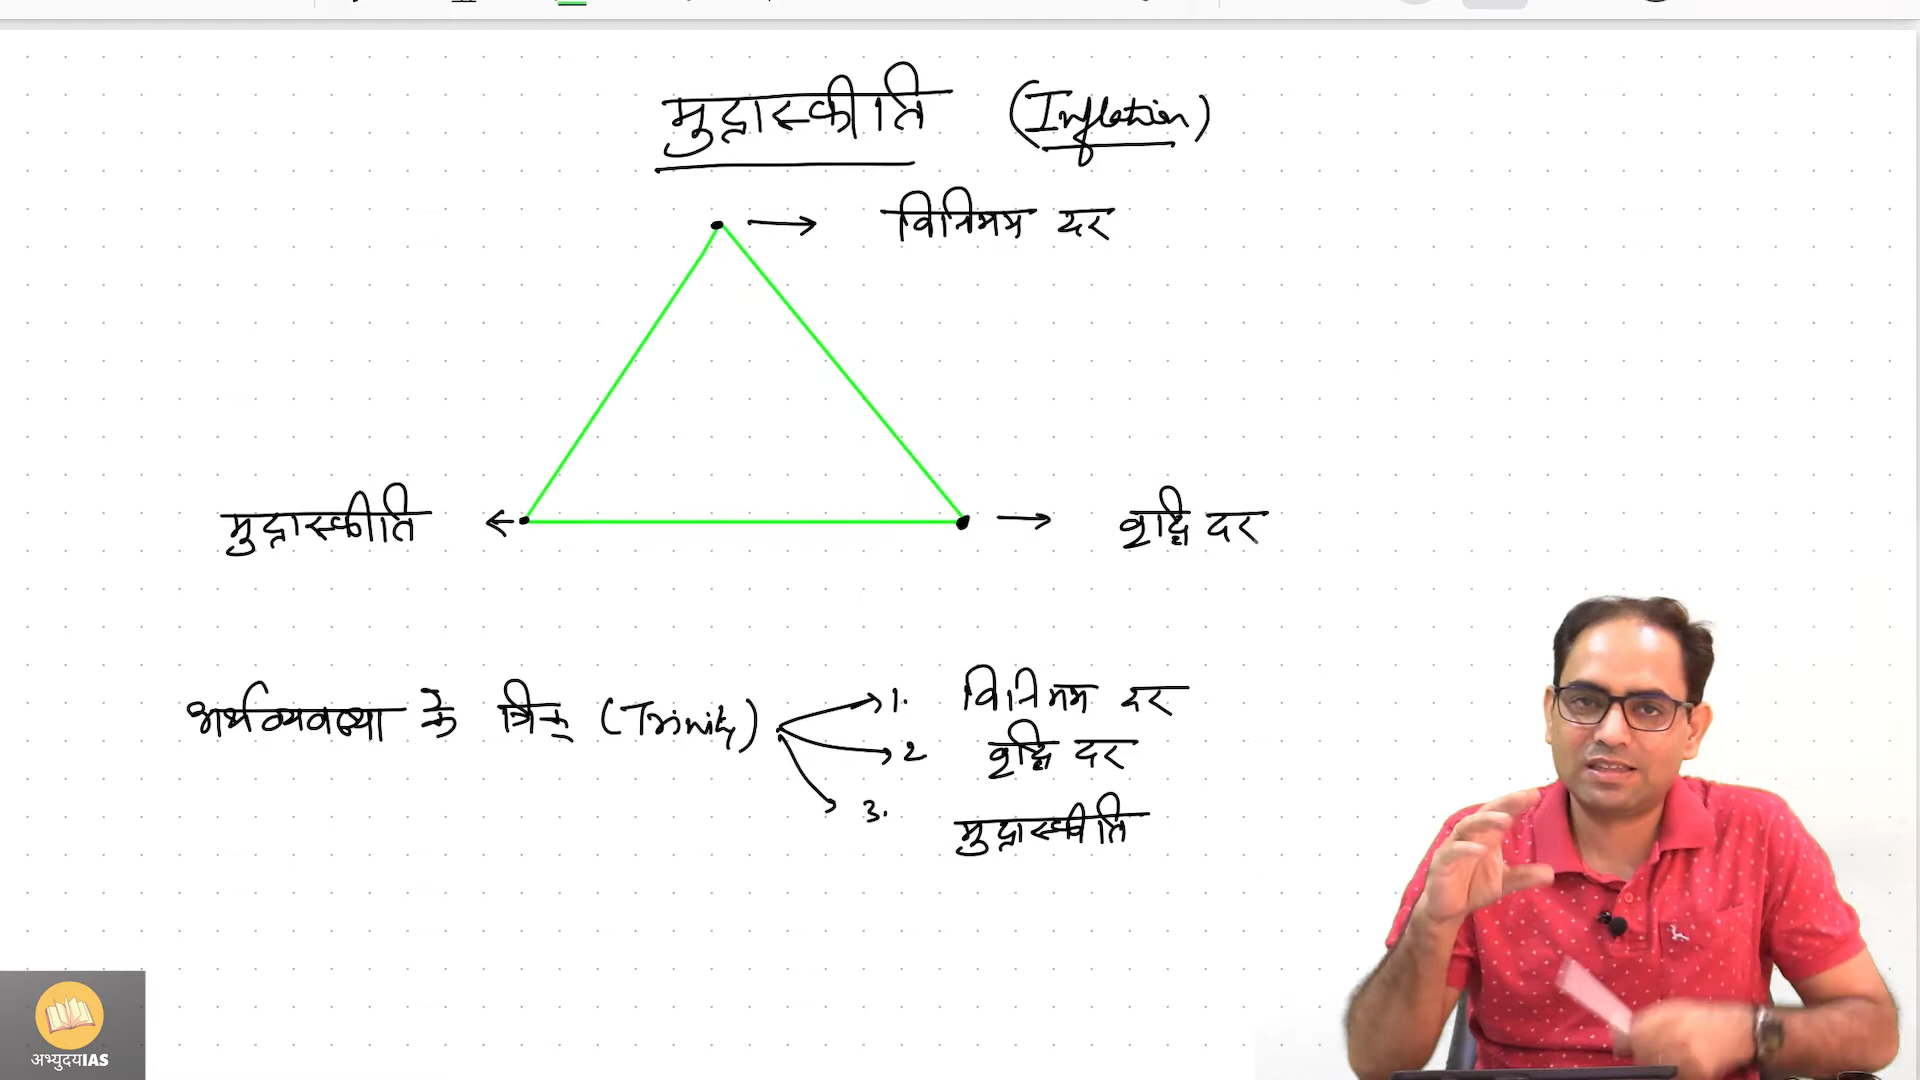 मुद्रास्फीति (Inflation)
विनिमय दर
मुद्रास्फीति
वृद्धि दर
अर्थव्यवस्था के त्रिक (Trinity)
1. विनिमय दर
2 वृद्धि दर
3. मुद्रास्फीति
अभ्युदयIAS